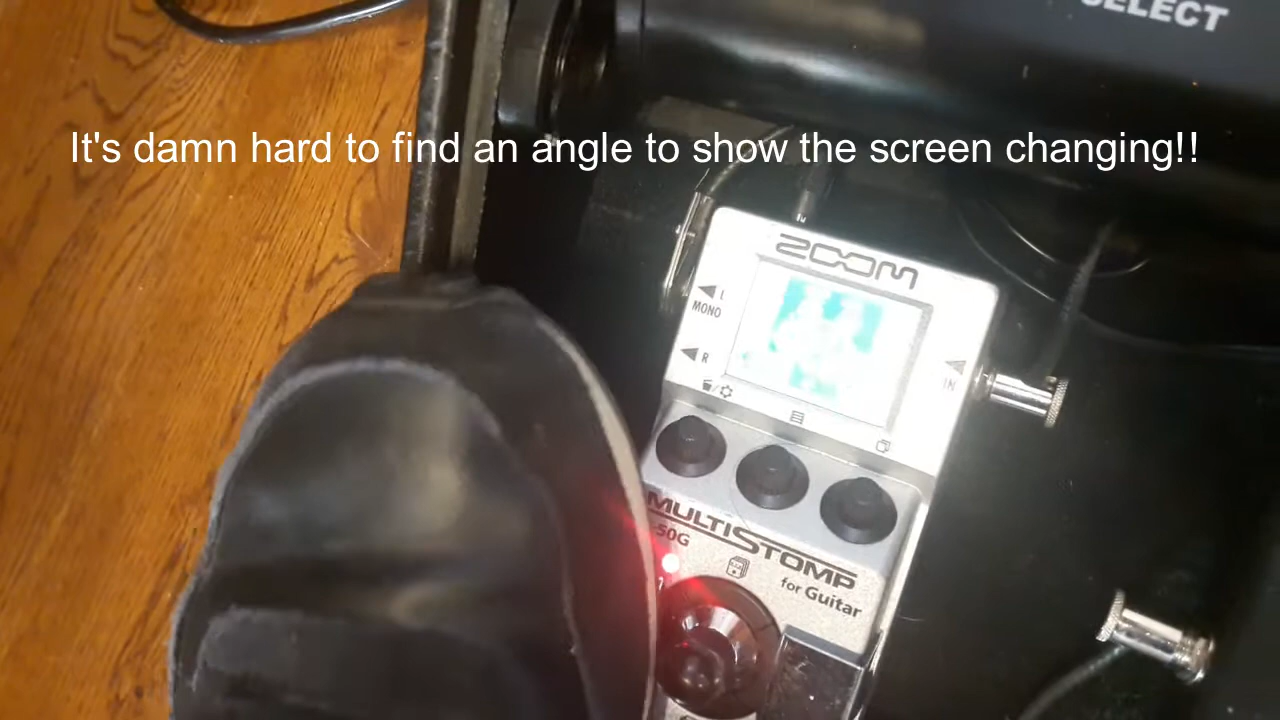 SELECT
It's damn hard to find an angle to show the screen changing!!
ZOOM
L
MONO
R
IN
MULTISTOMP
-50G
for Guitar